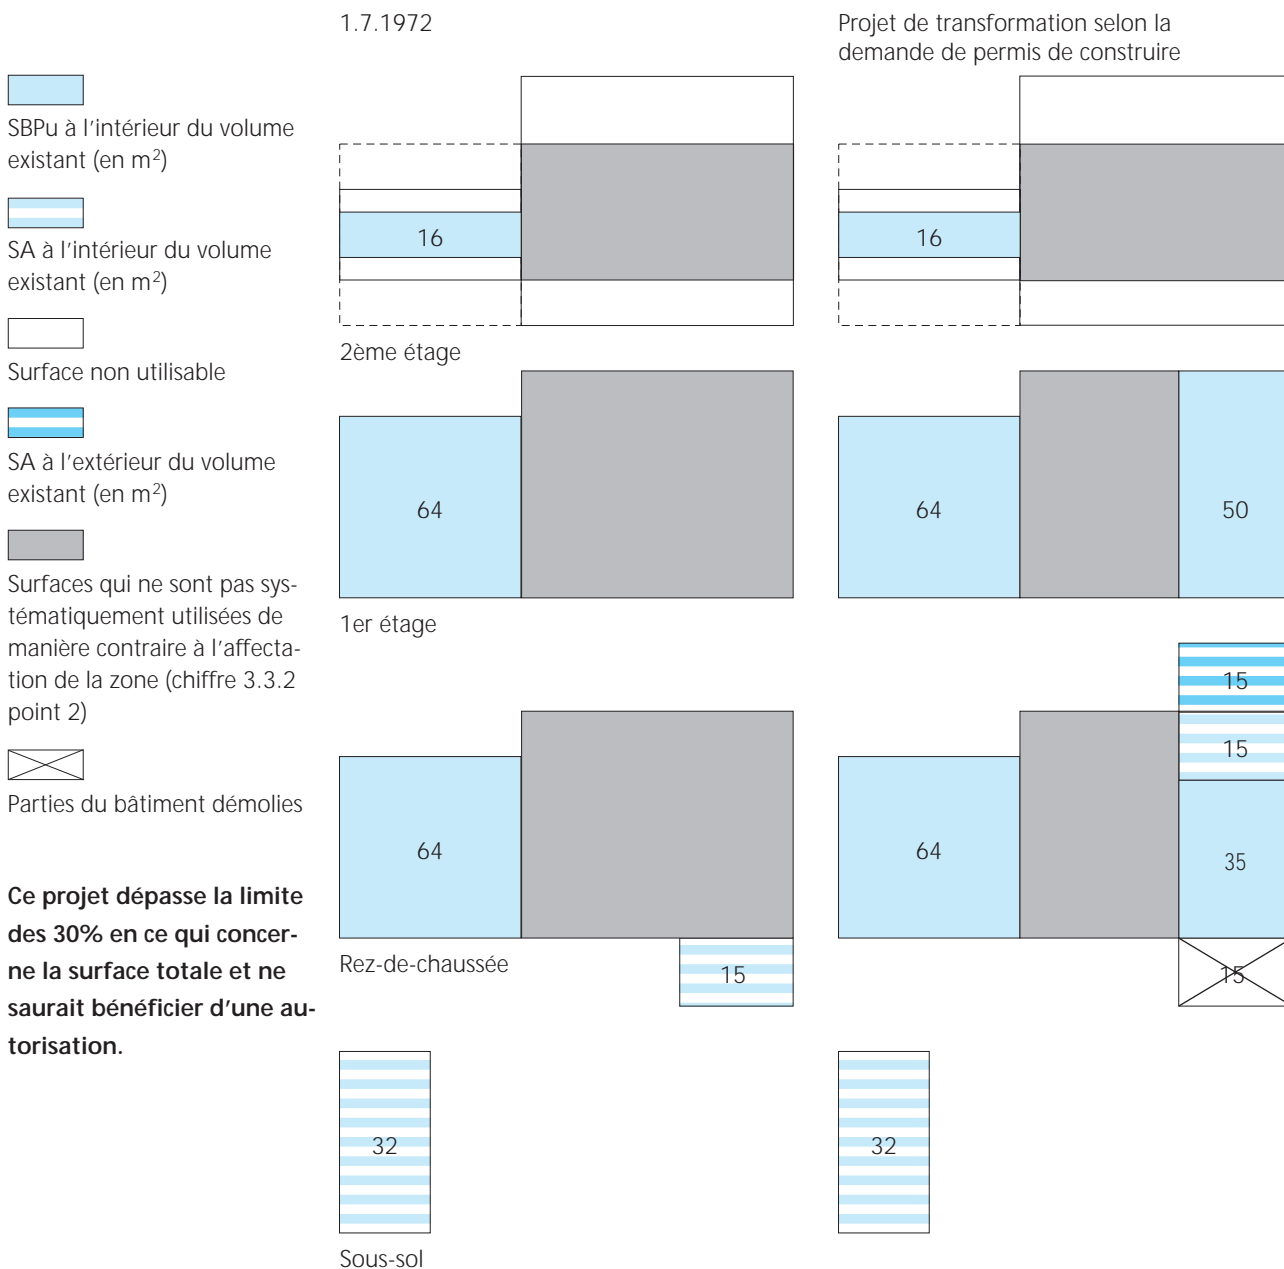 1.7.1972
Projet de transformation selon la
demande de permis de construire
SBPu à l'intérieur du volume
existant (en m²)
SA à l'intérieur du volume
existant (en m²)
Surface non utilisable
SA à l'extérieur du volume
existant (en m²)
Surfaces qui ne sont pas sys-
tématiquement utilisées de
manière contraire à l'affecta-
tion de la zone (chiffre 3.3.2
point 2)
Parties du bâtiment démolies
Ce projet dépasse la limite
des 30% en ce qui concer-
ne la surface totale et ne
saurait bénéficier d'une au-
torisation.
16
16
2ème étage
64
64
50
1er étage
15
15
64
64
35
Rez-de-chaussée
15
15
32
32
Sous-sol